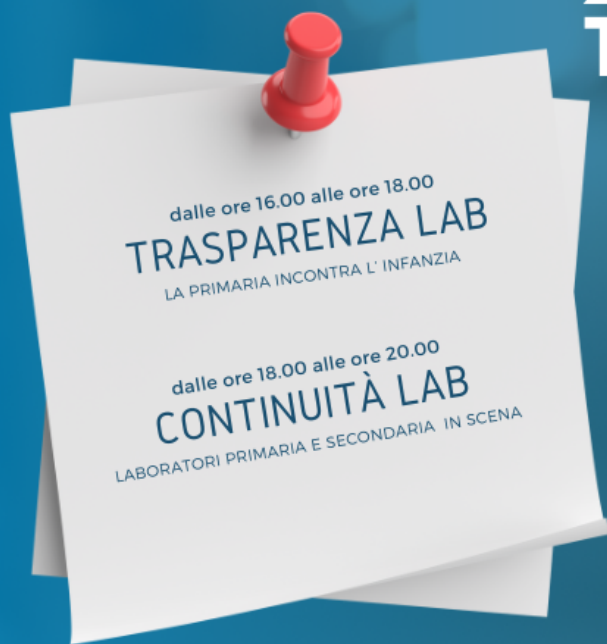 dalle ore 16.00 alle ore 18.00
TRASPARENZA LAB
LA PRIMARIA INCONTRA L' INFANZIA
dalle ore 18.00 alle ore 20.00
CONTINUITÀ LAB
LABORATORI PRIMARIA E SECONDARIA IN SCENA